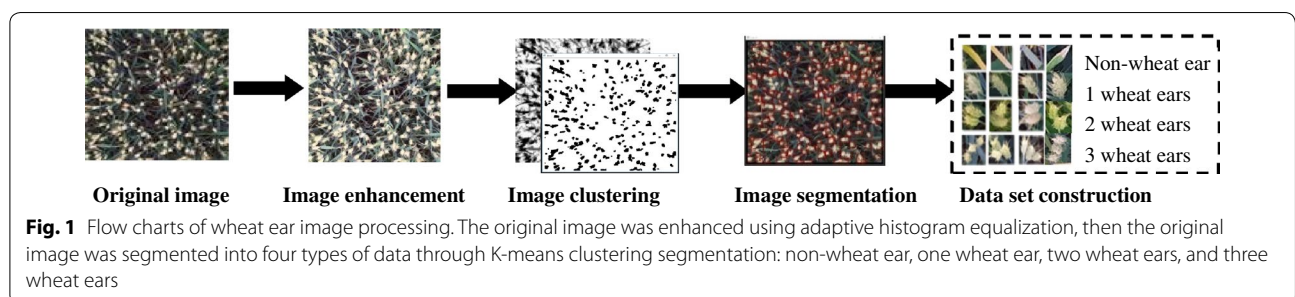 Non-wheat ear
1 wheat ears
2 wheat ears
3 wheat ears
Original image Image enhancement Image clustering Image segmentation Data set construction
Fig. 1 Flow charts of wheat ear image processing. The original image was enhanced using adaptive histogram equalization, then the original
image was segmented into four types of data through K-means clustering segmentation: non-wheat ear, one wheat ear, two wheat ears, and three
wheat ears